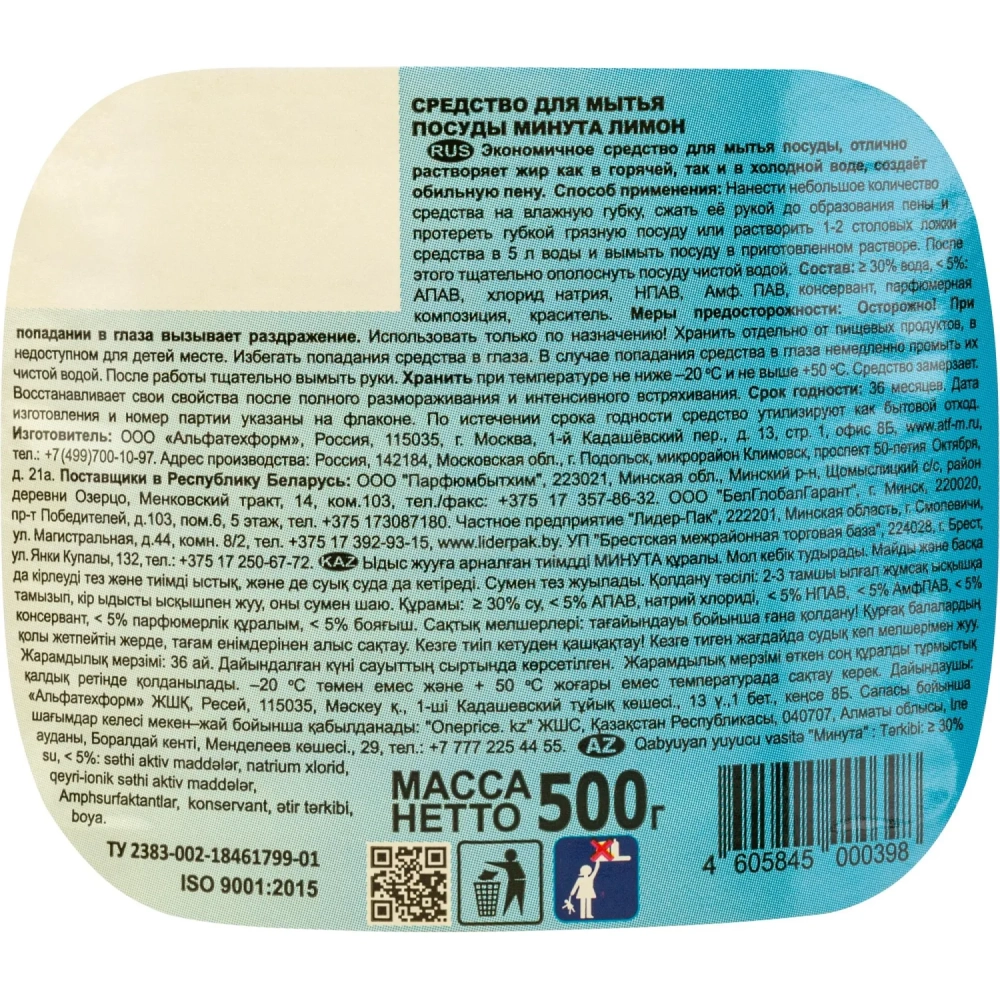 СРЕДСТВО ДЛЯ МЫТЬЯ
ПОСУДЫ МИНУТА ЛИМОН
RUS Экономичное средство для мытья посуды, отлично
растворяет жир как в горячей, так и в холодной воде, создаёт
обильную пену. Способ применения: Нанести небольшое количество
средства на влажную губку, сжать её рукой до образования пены и
протереть губкой грязную посуду или растворить 1-2 столовых ложки
средства в 5 л воды и вымыть посуду в приготовленном растворе. После
этого тщательно ополоснуть посуду чистой водой. Состав: ≥ 30% вода, < 5%:
АПАВ, хлорид натрия, НПАВ, Амф. ПАВ, консервант, парфюмерная
композиция, краситель. Меры предосторожности: Осторожно! При
попадании в глаза вызывает раздражение. Использовать только по назначению! Хранить отдельно от пищевых продуктов, в
недоступном для детей месте. Избегать попадания средства в глаза. В случае попадания средства в глаза немедленно промыть их
чистой водой. После работы тщательно вымыть руки. Хранить при температуре не ниже –20 ºС и не выше +50 ºС. Средство замерзает.
Восстанавливает свои свойства после полного размораживания и интенсивного встряхивания. Срок годности: 36 месяцев. Дата
изготовления и номер партии указаны на флаконе. По истечении срока годности средство утилизируют как бытовой отход.
Изготовитель: ООО «Альфатехформ», Россия, 115035, г. Москва, 1-й Кадашёвский пер., д. 13, стр. 1, офис 8Б, www.atf-m.ru,
тел.: +7(499)700-10-97. Адрес производства: Россия, 142184, Московская обл., г. Подольск, микрорайон Климовск, проспект 50-летия Октября,
д. 21а. Поставщики в Республику Беларусь: ООО "Парфюмбытхим", 223021, Минская обл., Минский р-н, Щомыслицкий с/с, район
деревни Озерцо, Менковский тракт, 14, ком.103, тел./факс: +375 17 357-86-32. ООО "БелГлобалГарант", г. Минск, 220020,
пр-т Победителей, д.103, пом.6, 5 этаж, тел. +375 173087180. Частное предприятие "Лидер-Пак", 222201, Минская область, г. Смолевичи,
ул. Магистральная, д.44, комн. 8/2, тел. +375 17 392-93-15, www.liderpak.by. УП "Брестская межрайонная торговая база", 224028, г. Брест,
ул. Янки Купалы, 132, тел.: +375 17 250-67-72. KAZ Ыдыс жууға арналған тиімдді МИНУТА құралы. Мол көбік тудырады. Майды және басқа
да кірлеуді тез және тиімді ыстық, және де суық суда да кетіреді. Сумен тез жуылады. Қолдану тәсілі: 2-3 тамшы ылғал жұмсақ ысқышқа
тамызып, кір ыдысты ысқышпен жуу, оны сумен шаю. Құрамы: ≥ 30% су, < 5% АПАВ, натрий хлориді, < 5% НПАВ, < 5% АмфПАВ, < 5%
консервант, < 5% парфюмерлік құралым, < 5% бояғыш. Сақтық мелшерлері: тағайындауы бойынша ғана қолдану! Құрғақ балалардың
қолы жетпейтін жерде, тағам енімдерінен алыс сақтау. Кезге тиіп кетуден қашқақтау! Кезге тиген жағдайда судық кеп мелшерімен жуу.
Жарамдылық мерзімі: 36 ай. Дайындалған күні сауыттың сыртында көрсетілген. Жарамдылық мерзімі өткен соң құралды тұрмыстық
қалдық ретінде қолданылады. –20 ºС төмен емес және + 50 ºС жоғары емес температурада сақтау керек. Дайындаушы:
«Альфатехформ» ЖШҚ, Ресей, 115035, Мәскеу қ., 1-ші Кадашевский тұйық көшесі., 13 ү.,1 бет., кеңсе 8Б. Сапасы бойынша
шағымдар келесі мекен–жай бойынша қабылданады: "Oneprice. kz" ЖШС, Қазақстан Республикасы, 040707, Алматы облысы, Іле
ауданы, Боралдай кенті, Менделеев көшесі, 29, тел.: +7 777 225 44 55. AZ Qabyuyan yuyucu vasitə "Минута" : Tərkibi: ≥ 30%
su, < 5%: səthi aktiv maddələr, natrium xlorid,
qeyri-ionik səthi aktiv maddələr,
Amphsurfaktantlar, konservant, ətir tərkibi,
boya.
МАССА
НЕТТО 500г
ТУ 2383-002-18461799-01
ISO 9001:2015
4 605845 000398